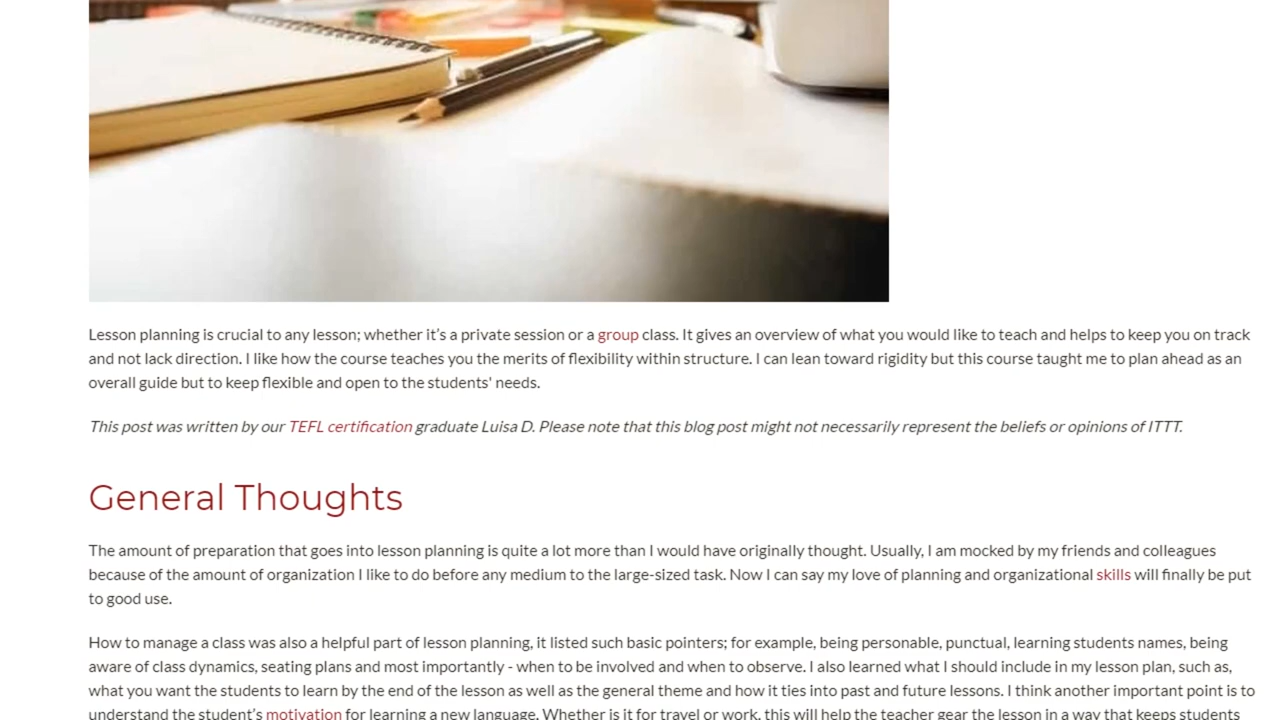 Lesson planning is crucial to any lesson; whether it’s a private session or a group class. It gives an overview of what you would like to teach and helps to keep you on track
and not lack direction. I like how the course teaches you the merits of flexibility within structure. I can lean toward rigidity but this course taught me to plan ahead as an
overall guide but to keep flexible and open to the students' needs.
This post was written by our TEFL certification graduate Luisa D. Please note that this blog post might not necessarily represent the beliefs or opinions of ITTT.
General Thoughts
The amount of preparation that goes into lesson planning is quite a lot more than I would have originally thought. Usually, I am mocked by my friends and colleagues
because of the amount of organization I like to do before any medium to the large-sized task. Now I can say my love of planning and organizational skills will finally be put
to good use.
How to manage a class was also a helpful part of lesson planning, it listed such basic pointers; for example, being personable, punctual, learning students names, being
aware of class dynamics, seating plans and most importantly - when to be involved and when to observe. I also learned what I should include in my lesson plan, such as,
what you want the students to learn by the end of the lesson as well as the general theme and how it ties into past and future lessons. I think another important point is to
understand the student’s motivation for learning a new language. Whether is it for travel or work, this will help the teacher gear the lesson in a way that keeps students